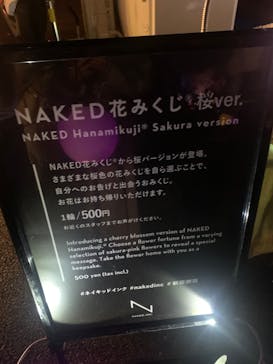 NAKED花みくじ® 桜ver.
NAKED Hanamikuji® Sakura version
NAKED花みくじ®から桜バージョンが登場。
さまざまな桜色の花みくじを自ら選ぶことで、
自分へのお告げと出会うおみくじ。
お花はお持ち帰りいただけます。
1輪/500円
お近くのスタッフまでお声がけください。
Introducing a cherry blossom version of NAKED
Hanamikuji® Choose a flower fortune from a varying
selection of sakura-pink flowers to reveal a special
message. Take the flower home with you as a
keepsake.
500 yen (tax incl.)
#ネイキッドインク #nakedinc
N
NAKED, INC.